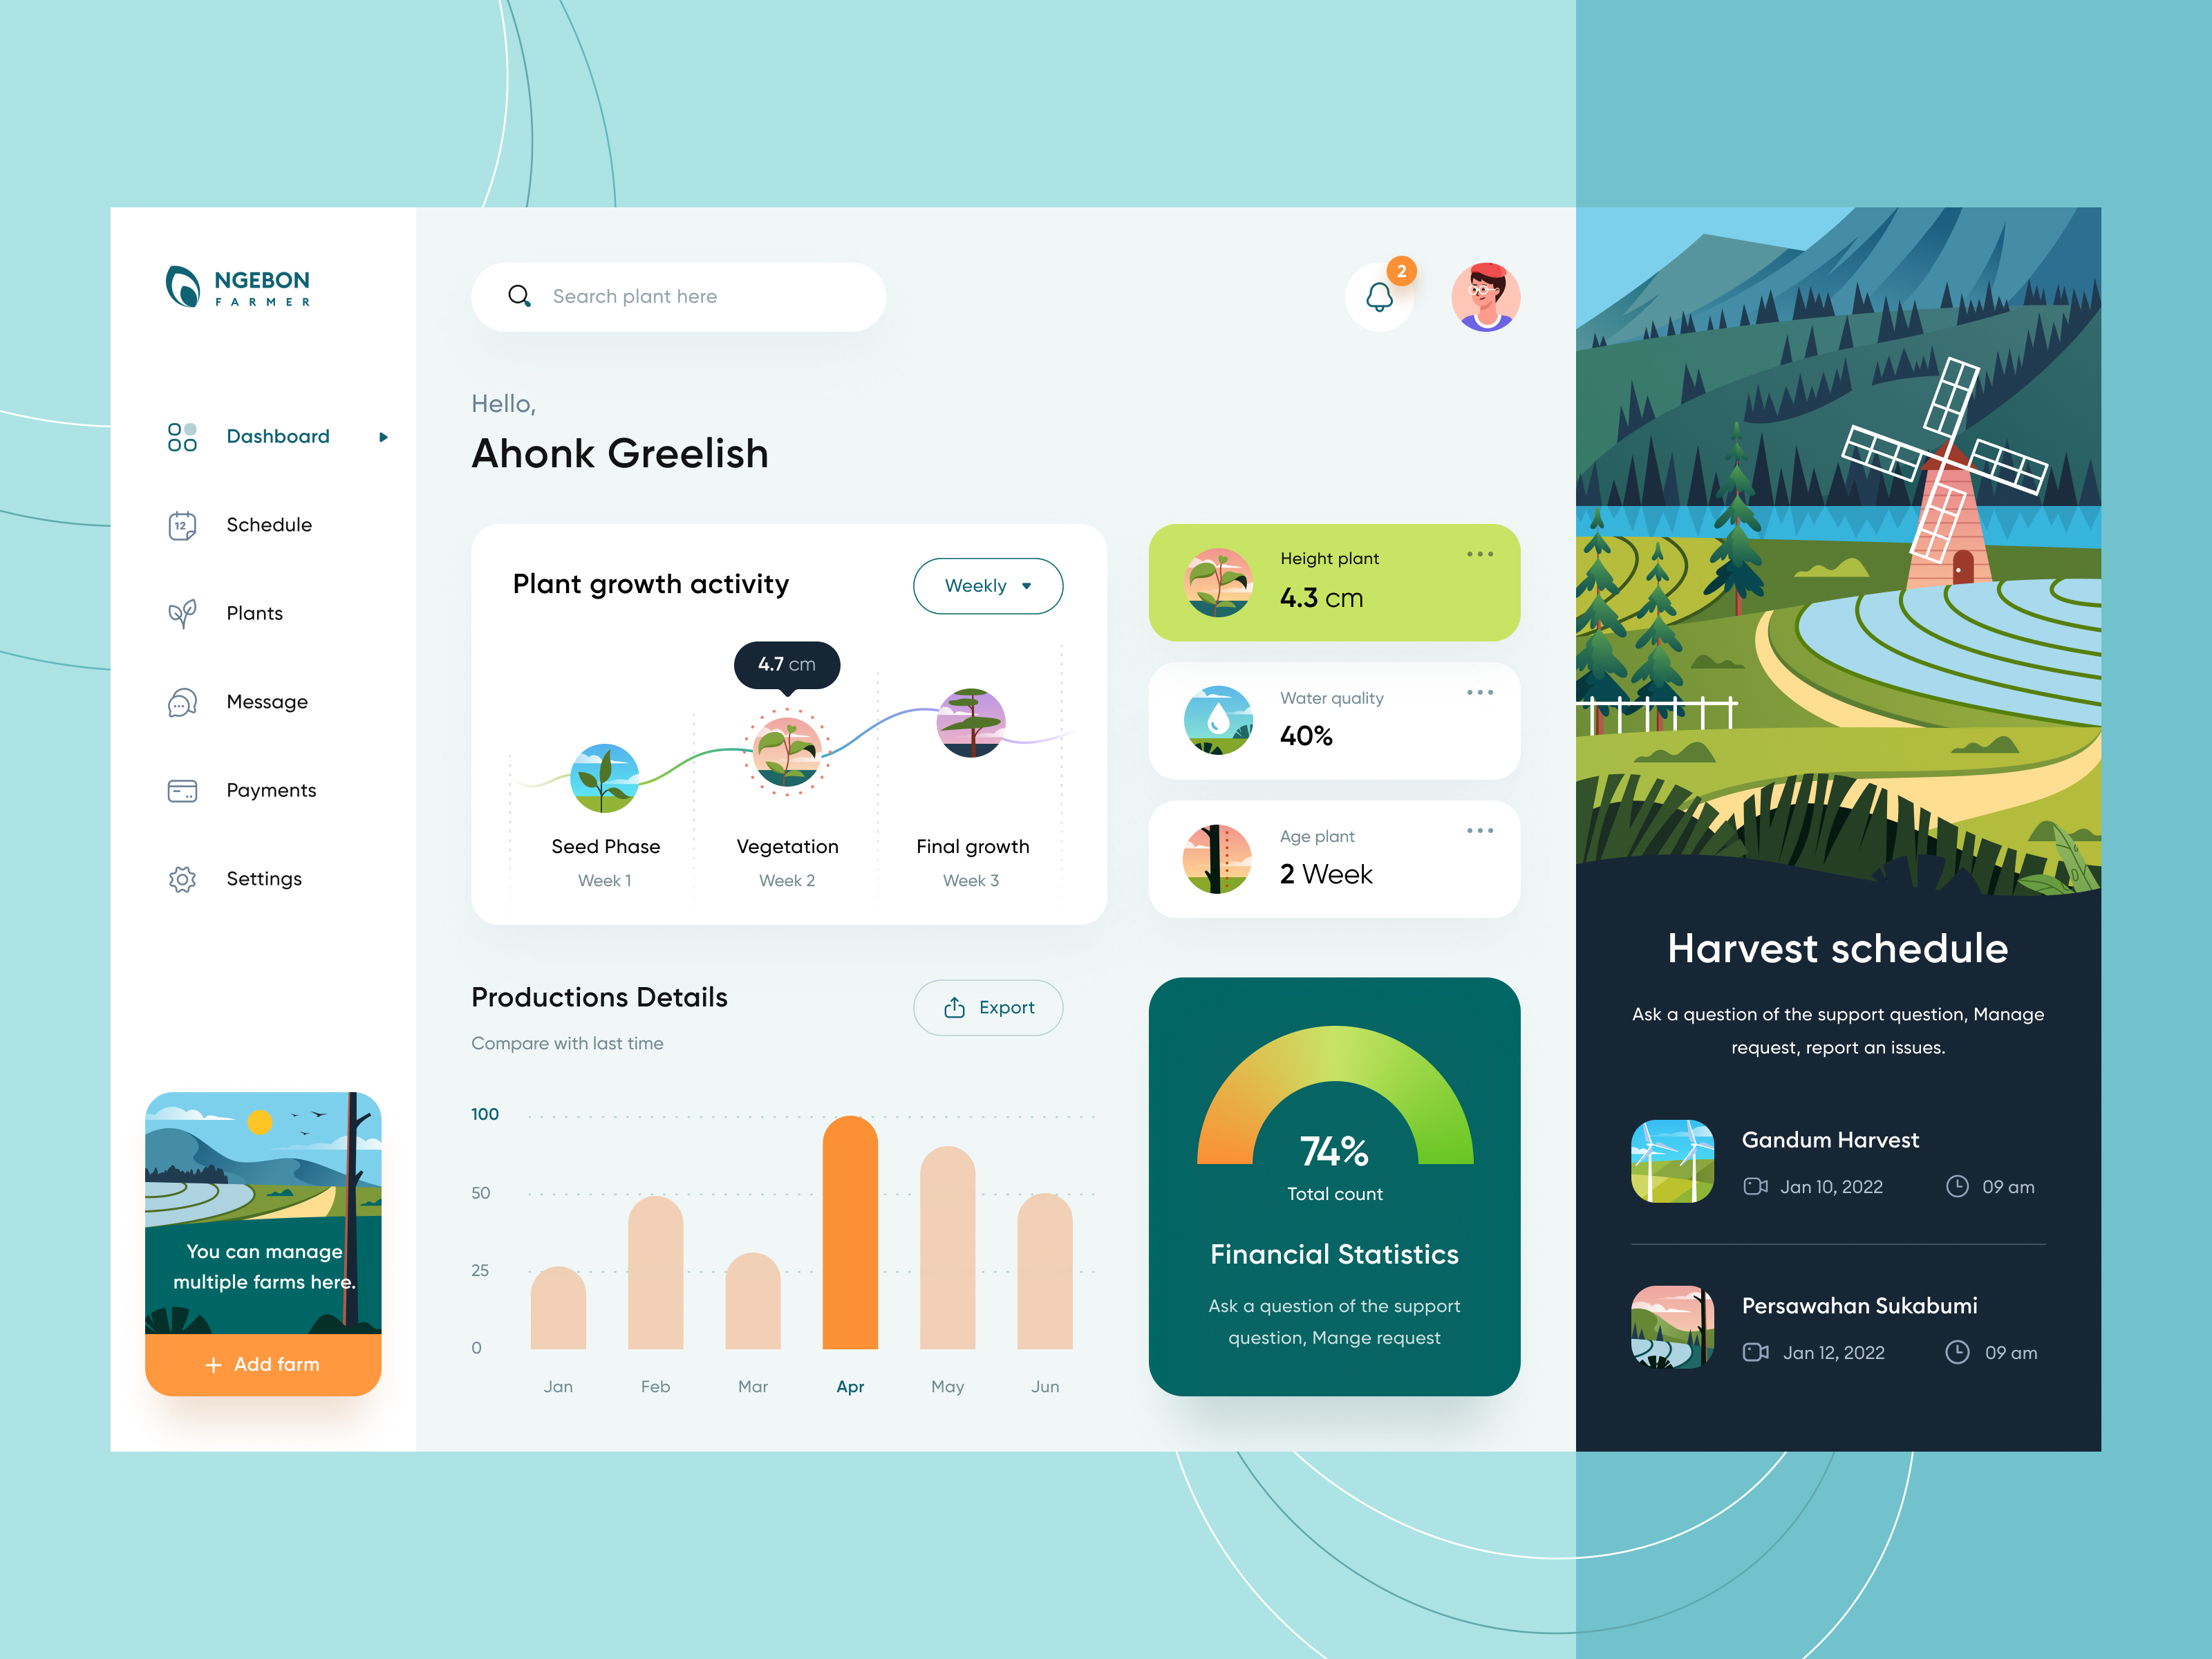 NGEBON
FARMER
Dashboard
12
Schedule
Plants
Message
Payments
Settings
You can manage
multiple farms here.
+ Add farm
Search plant here
2
Hello,
Ahonk Greelish
Plant growth activity
Weekly
4.7 cm
Seed Phase
Week 1
Vegetation
Week 2
Final growth
Week 3
Height plant
4.3 cm
Water quality
40%
Age plant
2 Week
Productions Details
Compare with last time
Export
100
50
25
0
Jan
Feb
Mar
Apr
May
Jun
74%
Total count
Financial Statistics
Ask a question of the support
question, Mange request
Harvest schedule
Ask a question of the support question, Manage
request, report an issues.
Gandum Harvest
Jan 10, 2022
09 am
Persawahan Sukabumi
Jan 12, 2022
09 am